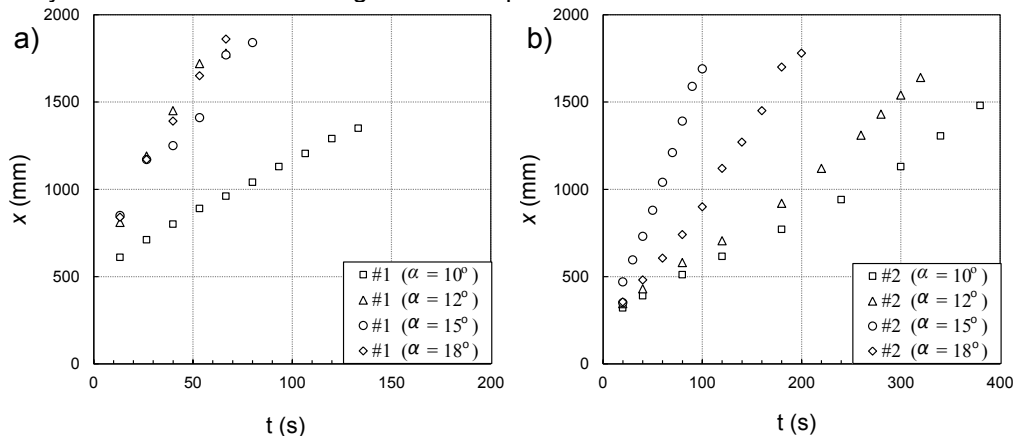 a)
2000
1500
1000
500
0
x (mm)
0 50 100 150 200
t (s)
#1 (α = 10°)
#1 (α = 12°)
#1 (α = 15°)
#1 (α = 18°)
b)
2000
1500
1000
500
0
x (mm)
0 100 200 300 400
t (s)
#2 (α = 10°)
#2 (α = 12°)
#2 (α = 15°)
#2 (α = 18°)